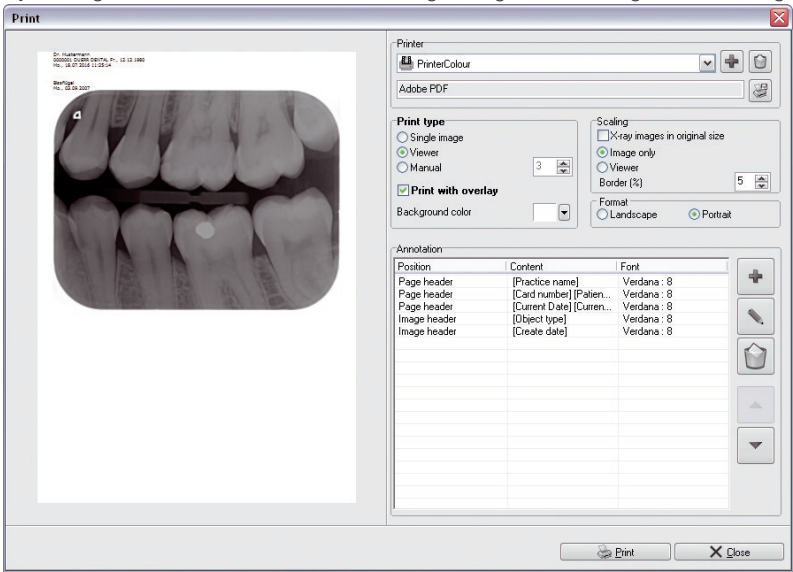 Print
Dr. Mustermann
0000001 DUERR DENTAL Fr., 12.12.1980
Mo., 18.07.2016 11:25:14
Bissflügel
Mo., 03.09.2007
Printer
PrinterColour
Adobe PDF
Print type
Single image
Viewer
Manual
3
Print with overlay
Background color
Scaling
X-ray images in original size
Image only
Viewer
Border (%)
5
Format
Landscape
Portrait
Annotation
Position Content Font
Page header [Practice name] Verdana : 8
Page header [Card number] [Patien... Verdana : 8
Page header [Current Date] [Curren... Verdana : 8
Image header [Object type] Verdana : 8
Image header [Create date] Verdana : 8
Print
Close